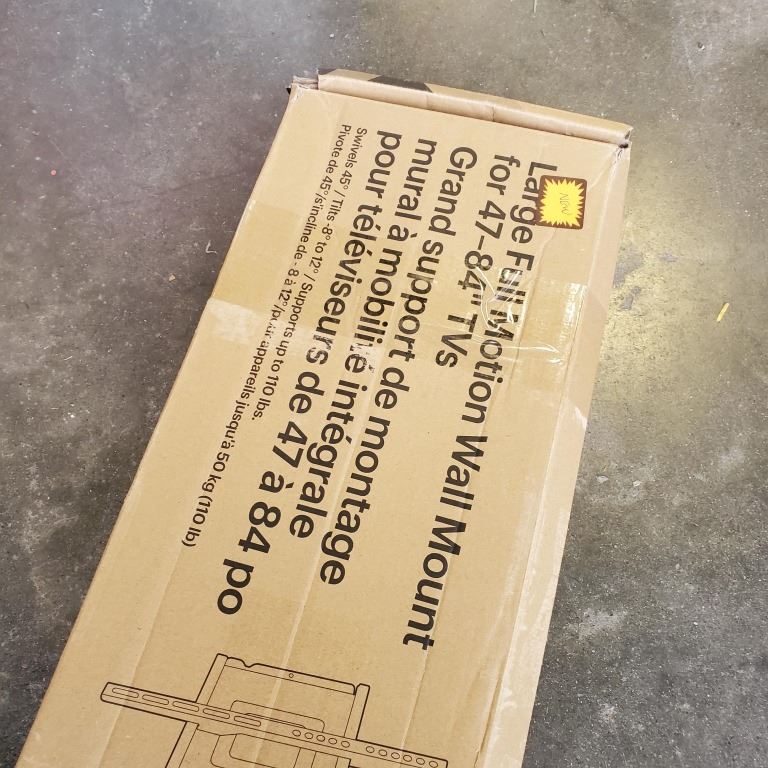 Large Full Motion Wall Mount
for 47-84" TVs
Grand support de montage
mural à mobilité intégrale
pour téléviseurs de 47 à 84 po
Swivels 45° / Tilts -8° to 12° / Supports up to 110 lbs.
Pivote de 45°/s'incline de - 8 à 12°/pour appareils jusqu'à 50 kg (110 lb)
NEW